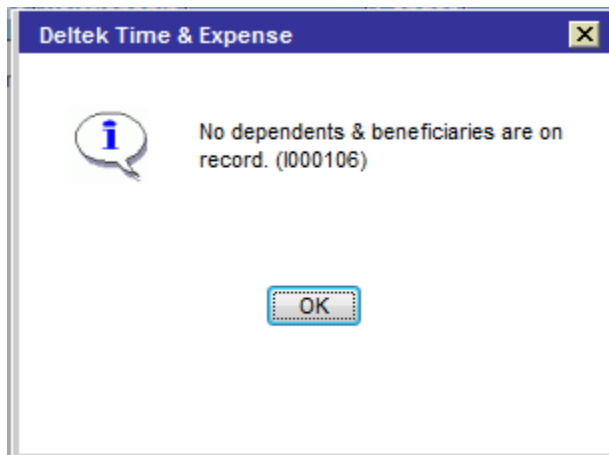 Deltek Time & Expense
No dependents & beneficiaries are on
record. (I000106)
OK